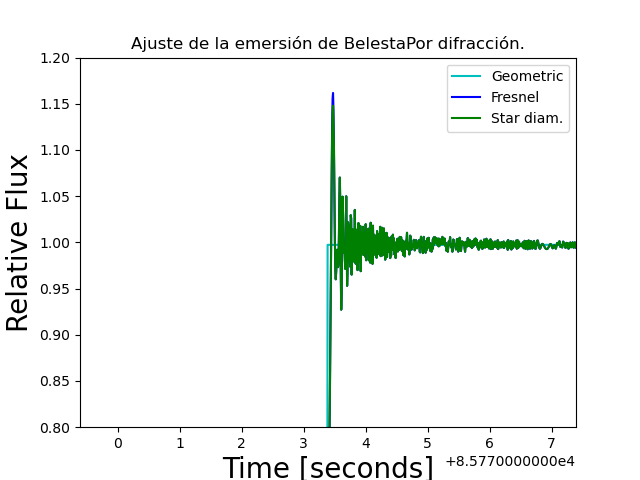 Ajuste de la emersión de BelestaPor difracción.
1.20
1.15
1.10
1.05
1.00
0.95
0.90
0.85
0.80
Relative Flux
Geometric
Fresnel
Star diam.
0 1 2 3 4 5 6 7
+8.5770000000e4
Time [seconds]